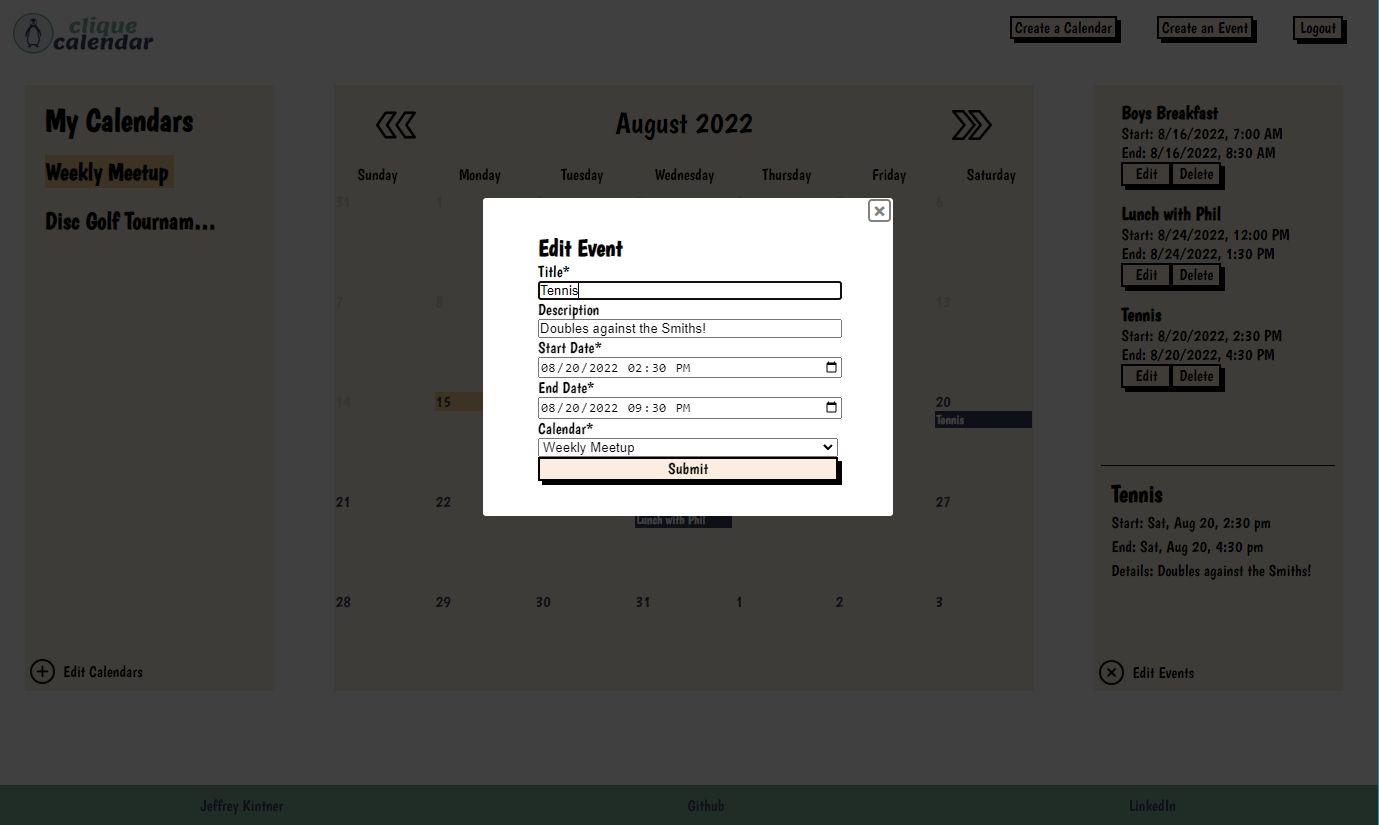 clique
calendar
Create a Calendar
Create an Event
Logout
My Calendars
Weekly Meetup
Disc Golf Tournam...
Edit Calendars
August 2022
Sunday Monday Tuesday Wednesday Thursday Friday Saturday
31 1 6
7 8 13
14 15 20
Tennis
21 22 27
Lunch with Phil
28 29 30 31 1 2 3
Edit Event
Title*
Tennis
Description
Doubles against the Smiths!
Start Date*
08/20/2022 02:30 PM
End Date*
08/20/2022 09:30 PM
Calendar*
Weekly Meetup
Submit
Boys Breakfast
Start: 8/16/2022, 7:00 AM
End: 8/16/2022, 8:30 AM
Edit Delete
Lunch with Phil
Start: 8/24/2022, 12:00 PM
End: 8/24/2022, 1:30 PM
Edit Delete
Tennis
Start: 8/20/2022, 2:30 PM
End: 8/20/2022, 4:30 PM
Edit Delete
Tennis
Start: Sat, Aug 20, 2:30 pm
End: Sat, Aug 20, 4:30 pm
Details: Doubles against the Smiths!
Edit Events
Jeffrey Kintner
Github
LinkedIn